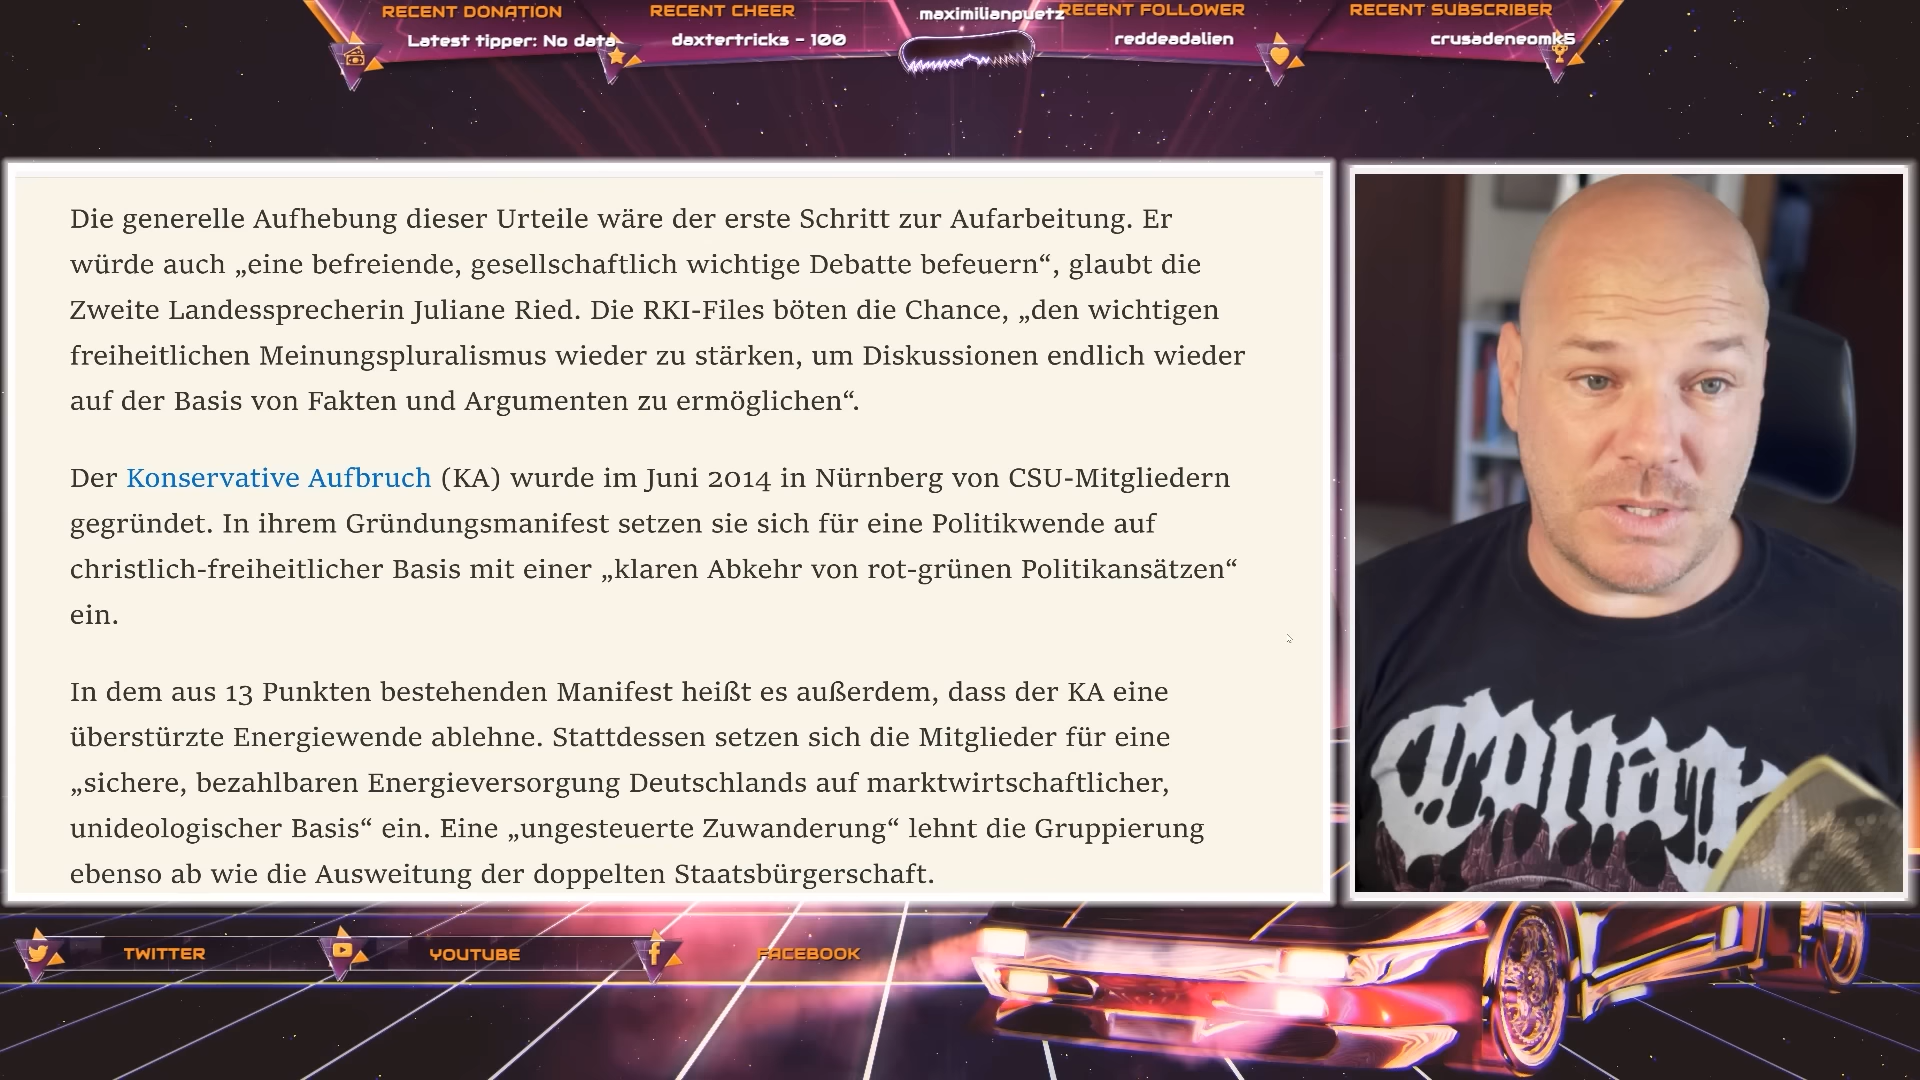 RECENT DONATION
Latest tipper: No data
RECENT CHEER
daxtertricks - 100
maximilianpuetz
RECENT FOLLOWER
reddeadalien
RECENT SUBSCRIBER
crusadeneomk5
Die generelle Aufhebung dieser Urteile wäre der erste Schritt zur Aufarbeitung. Er
würde auch „eine befreiende, gesellschaftlich wichtige Debatte befeuern“, glaubt die
Zweite Landessprecherin Juliane Ried. Die RKI-Files böten die Chance, „den wichtigen
freiheitlichen Meinungspluralismus wieder zu stärken, um Diskussionen endlich wieder
auf der Basis von Fakten und Argumenten zu ermöglichen“.
Der Konservative Aufbruch (KA) wurde im Juni 2014 in Nürnberg von CSU-Mitgliedern
gegründet. In ihrem Gründungsmanifest setzen sie sich für eine Politikwende auf
christlich-freiheitlicher Basis mit einer „klaren Abkehr von rot-grünen Politikansätzen“
ein.
In dem aus 13 Punkten bestehenden Manifest heißt es außerdem, dass der KA eine
überstürzte Energiewende ablehne. Stattdessen setzen sich die Mitglieder für eine
„sichere, bezahlbaren Energieversorgung Deutschlands auf marktwirtschaftlicher,
unideologischer Basis“ ein. Eine „ungesteuerte Zuwanderung“ lehnt die Gruppierung
ebenso ab wie die Ausweitung der doppelten Staatsbürgerschaft.
Conan
TWITTER
YOUTUBE
FACEBOOK